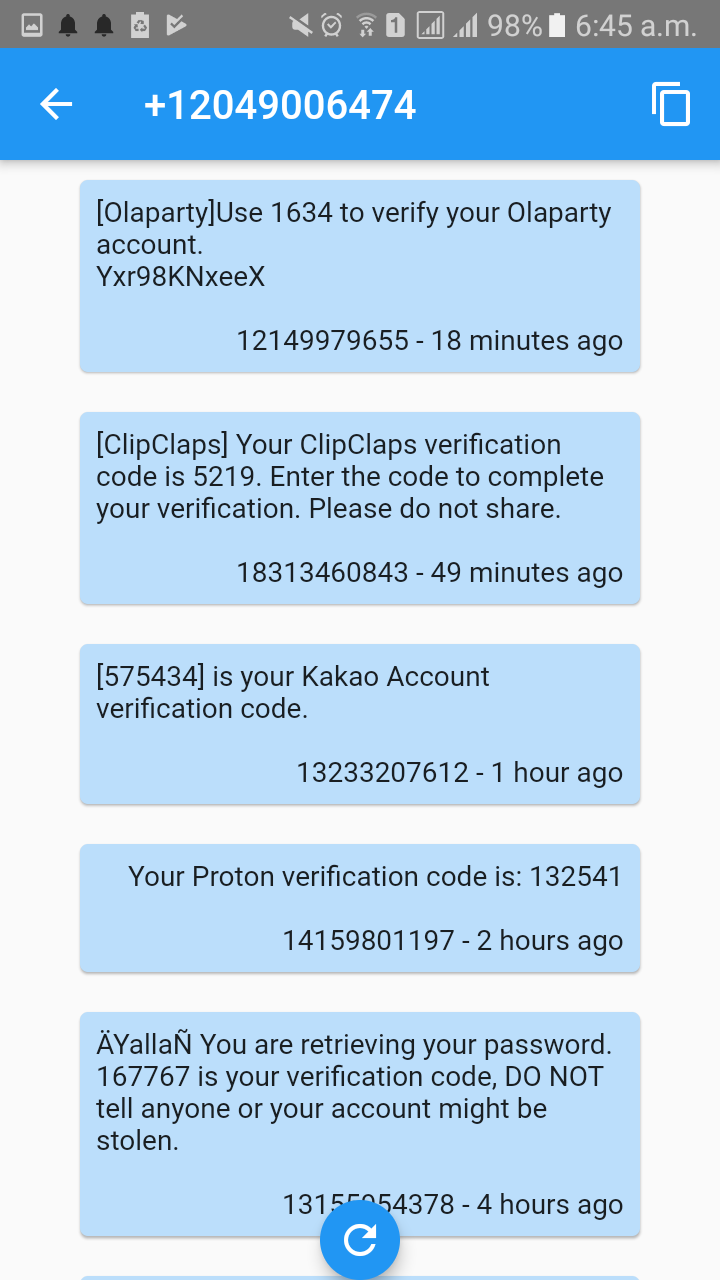 98% 6:45 a.m.
+12049006474
[Olaparty]Use 1634 to verify your Olaparty
account.
Yxr98KNxeeX
12149979655 - 18 minutes ago
[ClipClaps] Your ClipClaps verification
code is 5219. Enter the code to complete
your verification. Please do not share.
18313460843 - 49 minutes ago
[575434] is your Kakao Account
verification code.
13233207612 - 1 hour ago
Your Proton verification code is: 132541
14159801197 - 2 hours ago
ÄYallaÑ You are retrieving your password.
167767 is your verification code, DO NOT
tell anyone or your account might be
stolen.
- 4 hours ago